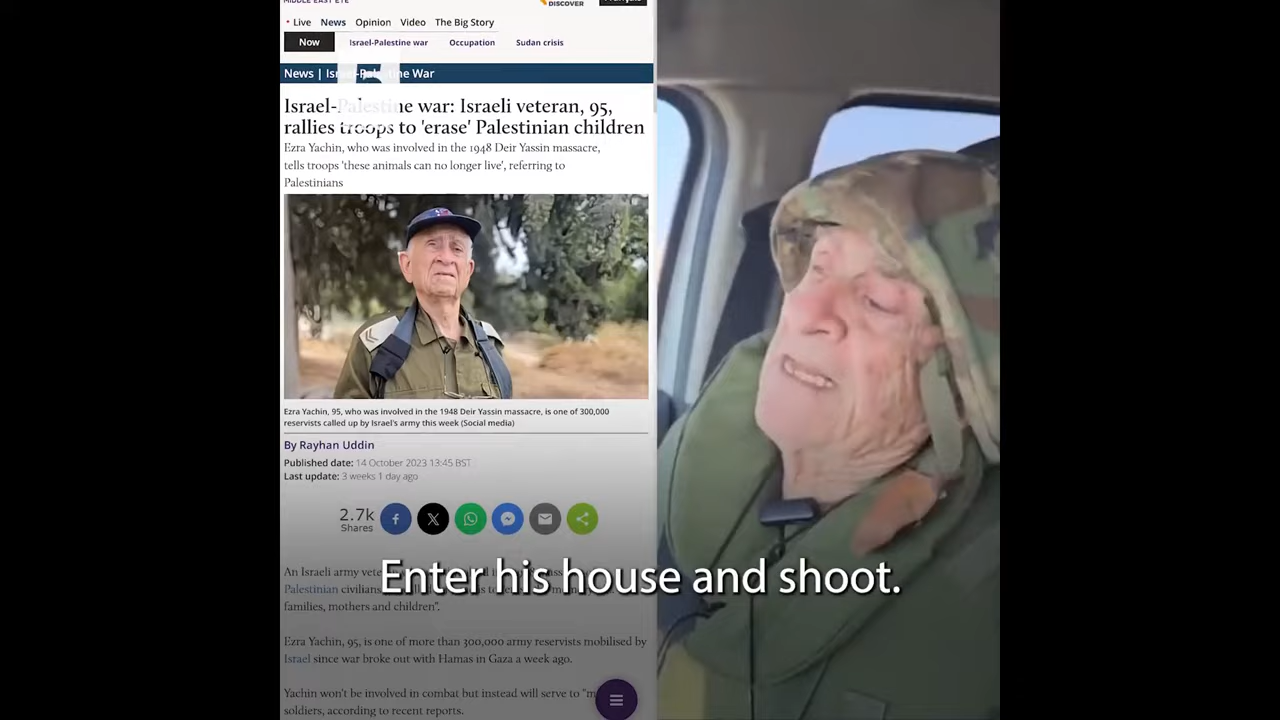 MIDDLE EAST EYE
DISCOVER
Live News Opinion Video The Big Story
Now Israel-Palestine war Occupation Sudan crisis
News | Israel-Palestine War
Israel-Palestine war: Israeli veteran, 95,
rallies troops to 'erase' Palestinian children
Ezra Yachin, who was involved in the 1948 Deir Yassin massacre,
tells troops 'these animals can no longer live', referring to
Palestinians
Ezra Yachin, 95, who was involved in the 1948 Deir Yassin massacre, is one of 300,000
reservists called up by Israel's army this week (Social media)
By Rayhan Uddin
Published date: 14 October 2023 13:45 BST
Last update: 3 weeks 1 day ago
2.7k
Shares
Enter his house and shoot.
An Israeli army
Palestinian
families, mothers and children".
Ezra Yachin, 95, is one of more than 300,000 army reservists mobilised by
Israel since war broke out with Hamas in Gaza a week ago.
Yachin won't be involved in combat but instead will serve to
soldiers, according to recent reports.